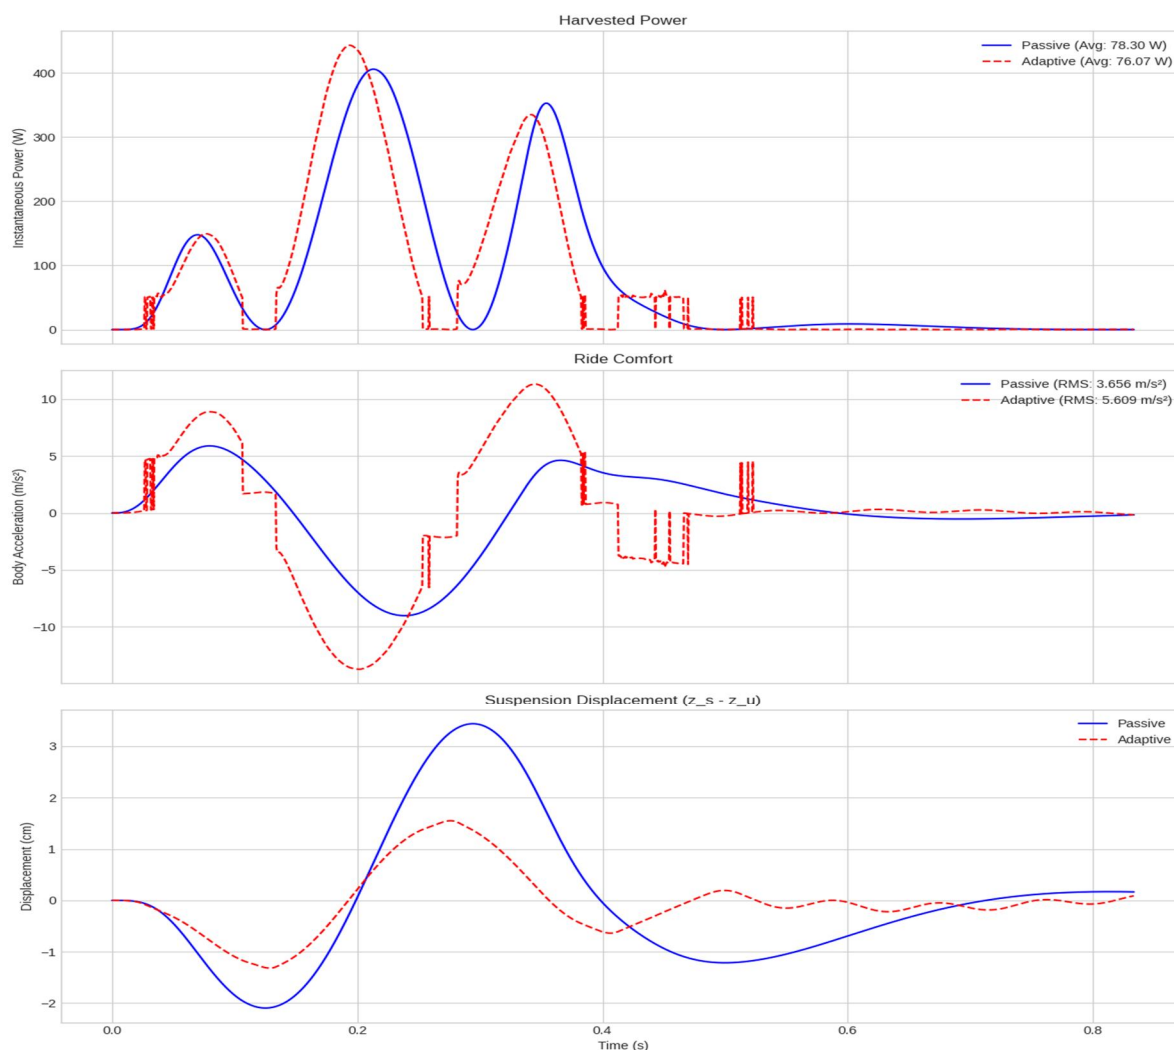 Harvested Power
Instantaneous Power (W)
400
300
200
100
0
Passive (Avg: 78.30 W)
Adaptive (Avg: 76.07 W)
Ride Comfort
Body Acceleration (m/s²)
10
5
0
−5
−10
Passive (RMS: 3.656 m/s²)
Adaptive (RMS: 5.609 m/s²)
Suspension Displacement (z_s - z_u)
Displacement (cm)
3
2
1
0
−1
−2
Passive
Adaptive
0.0 0.2 0.4 0.6 0.8
Time (s)